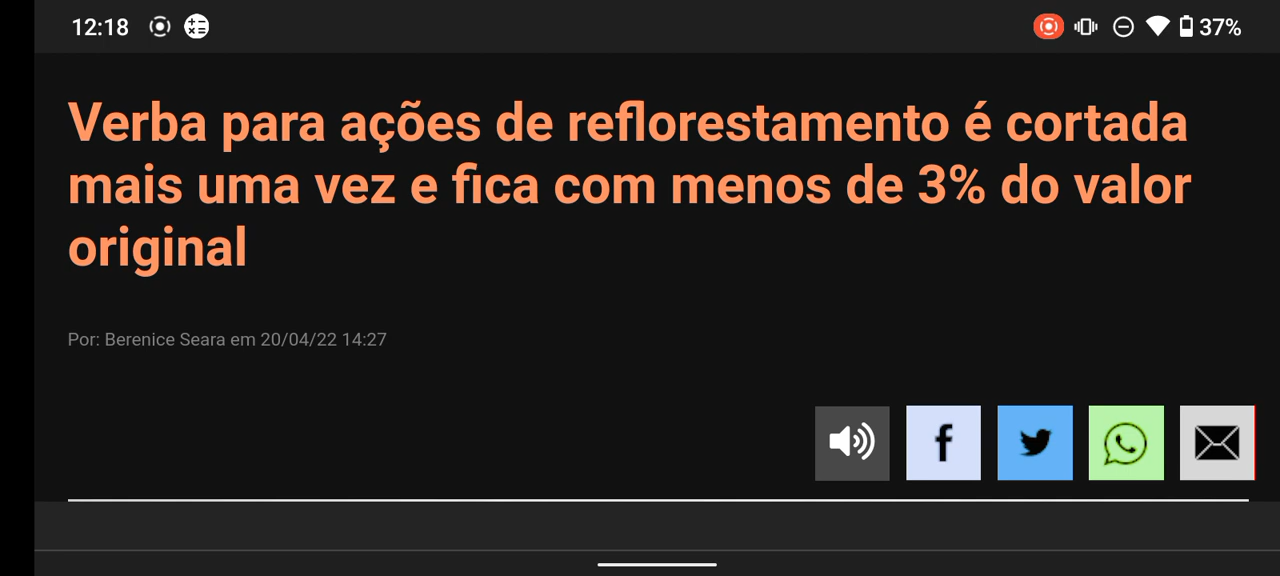 12:18
37%
Verba para ações de reflorestamento é cortada
mais uma vez e fica com menos de 3% do valor
original
Por: Berenice Seara em 20/04/22 14:27
f